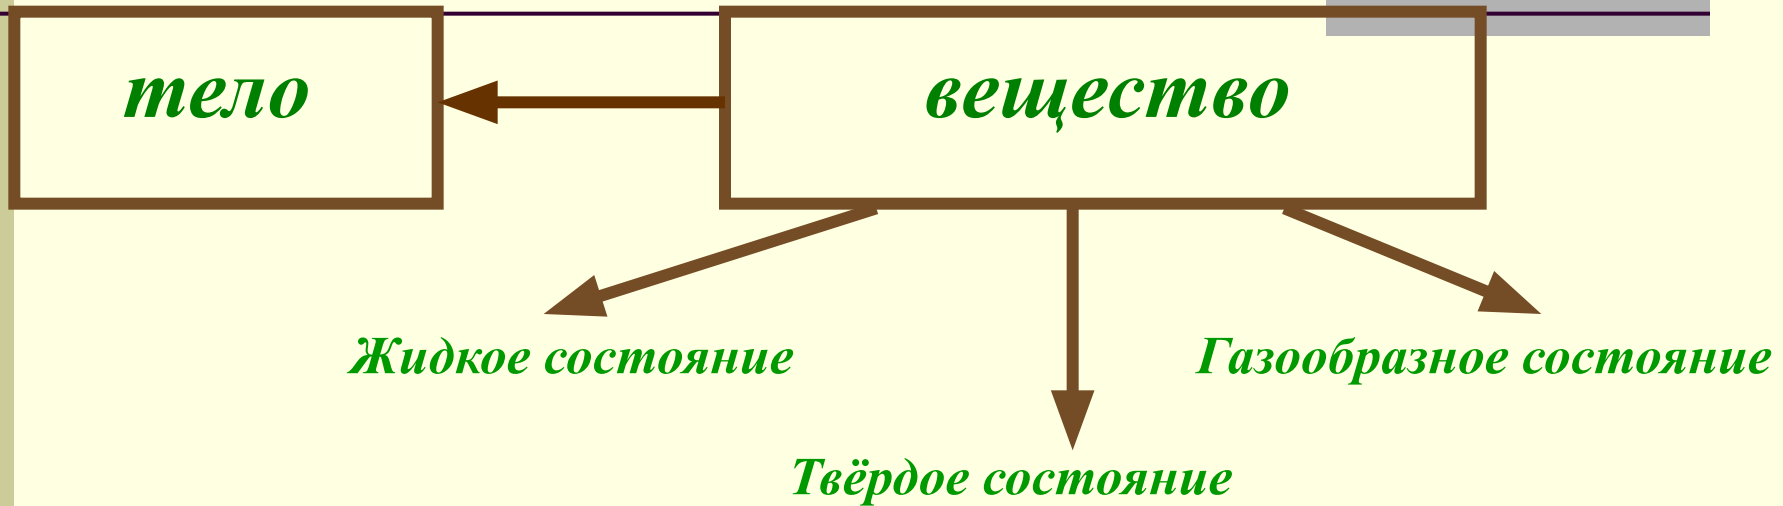 тело
вещество
Жидкое состояние
Газообразное состояние
Твёрдое состояние